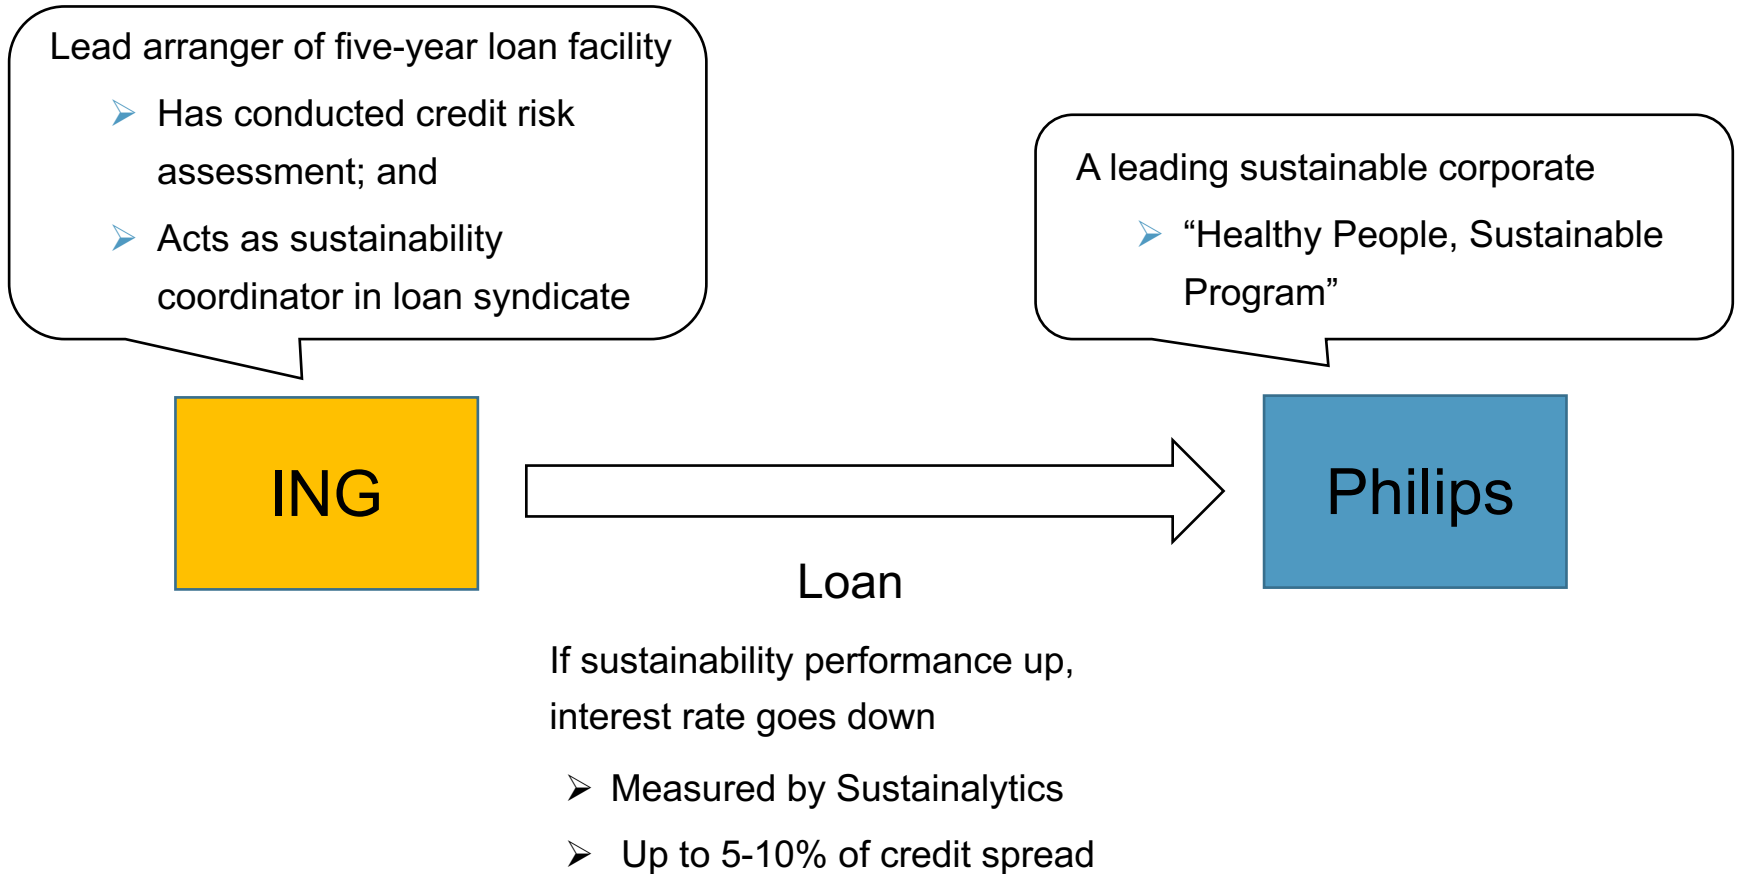 Lead arranger of five-year loan facility
➢ Has conducted credit risk
assessment; and
➢ Acts as sustainability
coordinator in loan syndicate
A leading sustainable corporate
➢ “Healthy People, Sustainable
Program”
ING
Philips
Loan
If sustainability performance up,
interest rate goes down
➢ Measured by Sustainalytics
➢ Up to 5-10% of credit spread